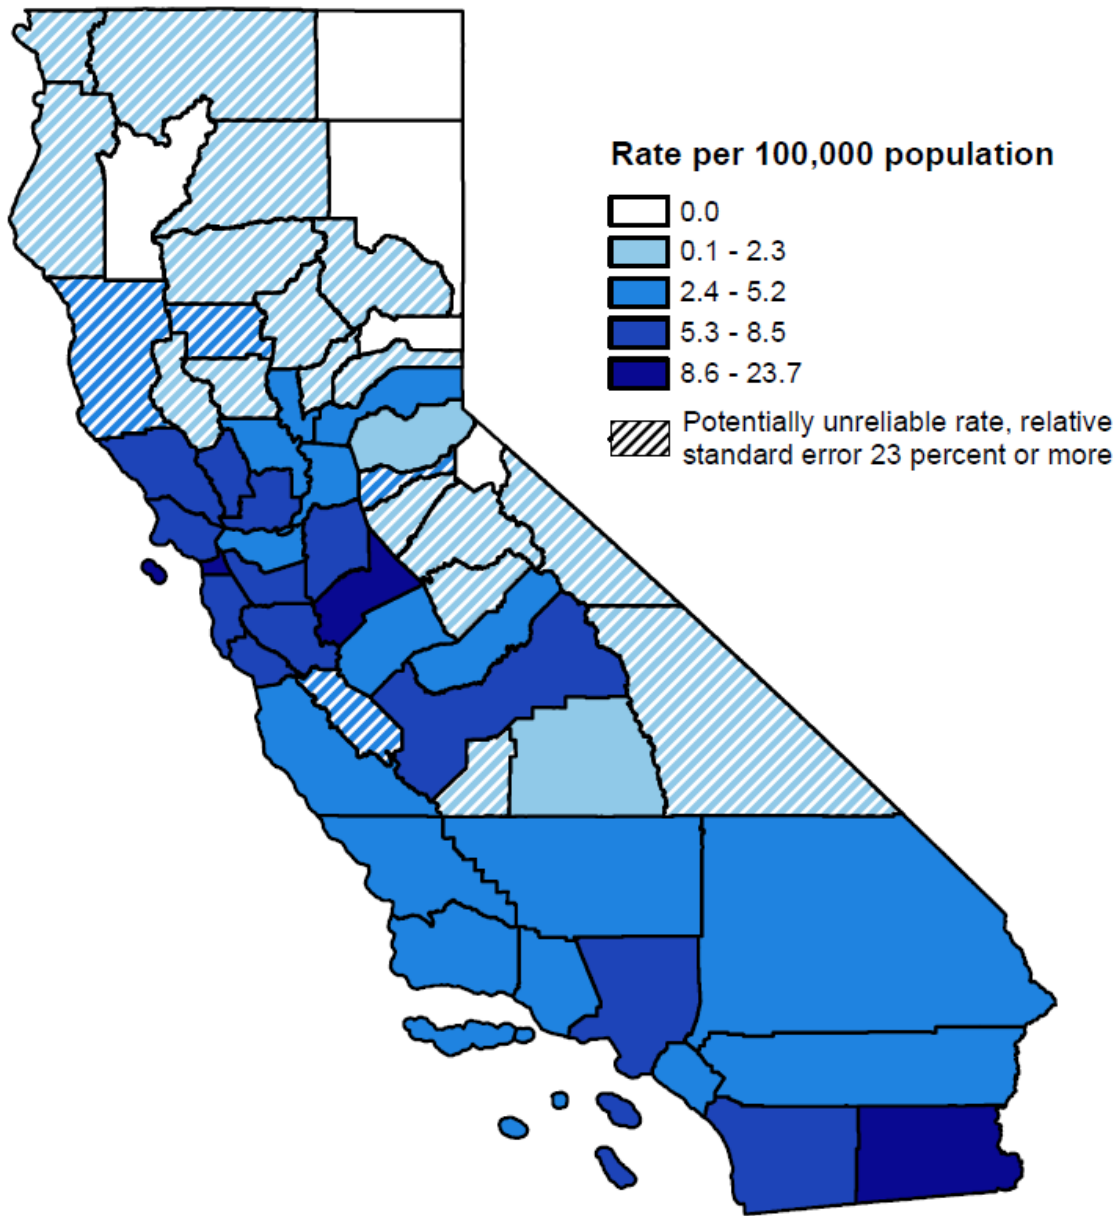 Rate per 100,000 population
0.0
0.1 - 2.3
2.4 - 5.2
5.3 - 8.5
8.6 - 23.7
Potentially unreliable rate, relative
standard error 23 percent or more